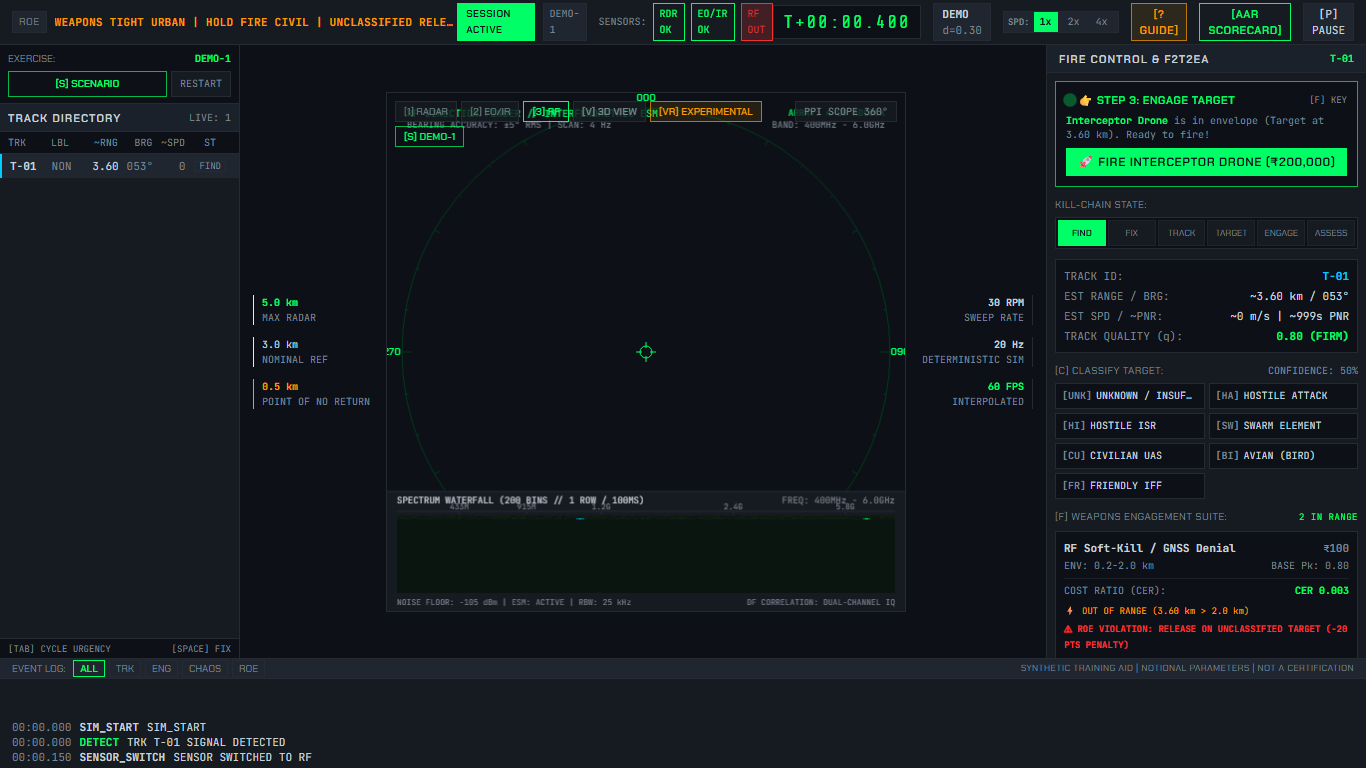 ROE
WEAPONS TIGHT URBAN | HOLD FIRE CIVIL | UNCLASSIFIED RELE…
SESSION ACTIVE
DEMO-1
SENSORS:
RDR OK
EO/IR OK
RF OUT
T+00:00.400
DEMO
d=0.30
SPD: 1x 2x 4x
[? GUIDE]
[AAR SCORECARD]
[P] PAUSE
EXERCISE: DEMO-1
[S] SCENARIO
RESTART
TRACK DIRECTORY LIVE: 1
TRK LBL ~RNG BRG ~SPD ST
T-01 NON 3.60 053° 0 FIND
[TAB] CYCLE URGENCY [SPACE] FIX
000
[1] RADAR [2] EO/IR [3] RF [V] 3D VIEW [VR] EXPERIMENTAL PPI SCOPE 360°
BEARING ACCURACY: ±5° RMS | SCAN: 4 Hz BAND: 400MHz - 6.0GHz
[S] DEMO-1
270
090
5.0 km
MAX RADAR
3.0 km
NOMINAL REF
0.5 km
POINT OF NO RETURN
30 RPM
SWEEP RATE
20 Hz
DETERMINISTIC SIM
60 FPS
INTERPOLATED
SPECTRUM WATERFALL (200 BINS // 1 ROW / 100MS) FREQ: 400MHz - 6.0GHz
433M 915M 1.2G 2.4G 5.8G
NOISE FLOOR: -105 dBm | ESM: ACTIVE | RBW: 25 kHz DF CORRELATION: DUAL-CHANNEL IQ
FIRE CONTROL & F2T2EA T-01
👉 STEP 3: ENGAGE TARGET [F] KEY
Interceptor Drone is in envelope (Target at
3.60 km). Ready to fire!
🚀 FIRE INTERCEPTOR DRONE (₹200,000)
KILL-CHAIN STATE:
FIND FIX TRACK TARGET ENGAGE ASSESS
TRACK ID: T-01
EST RANGE / BRG: ~3.60 km / 053°
EST SPD / ~PNR: ~0 m/s | ~999s PNR
TRACK QUALITY (q): 0.80 (FIRM)
[C] CLASSIFY TARGET: CONFIDENCE: 50%
[UNK] UNKNOWN / INSUF… [HA] HOSTILE ATTACK
[HI] HOSTILE ISR [SW] SWARM ELEMENT
[CU] CIVILIAN UAS [BI] AVIAN (BIRD)
[FR] FRIENDLY IFF
[F] WEAPONS ENGAGEMENT SUITE: 2 IN RANGE
RF Soft-Kill / GNSS Denial ₹100
ENV: 0.2-2.0 km BASE Pk: 0.80
COST RATIO (CER): CER 0.003
⚡ OUT OF RANGE (3.60 km > 2.0 km)
⚠ ROE VIOLATION: RELEASE ON UNCLASSIFIED TARGET (-20
PTS PENALTY)
EVENT LOG: ALL TRK ENG CHAOS ROE
SYNTHETIC TRAINING AID | NOTIONAL PARAMETERS | NOT A CERTIFICATION
00:00.000 SIM_START SIM_START
00:00.000 DETECT TRK T-01 SIGNAL DETECTED
00:00.150 SENSOR_SWITCH SENSOR SWITCHED TO RF